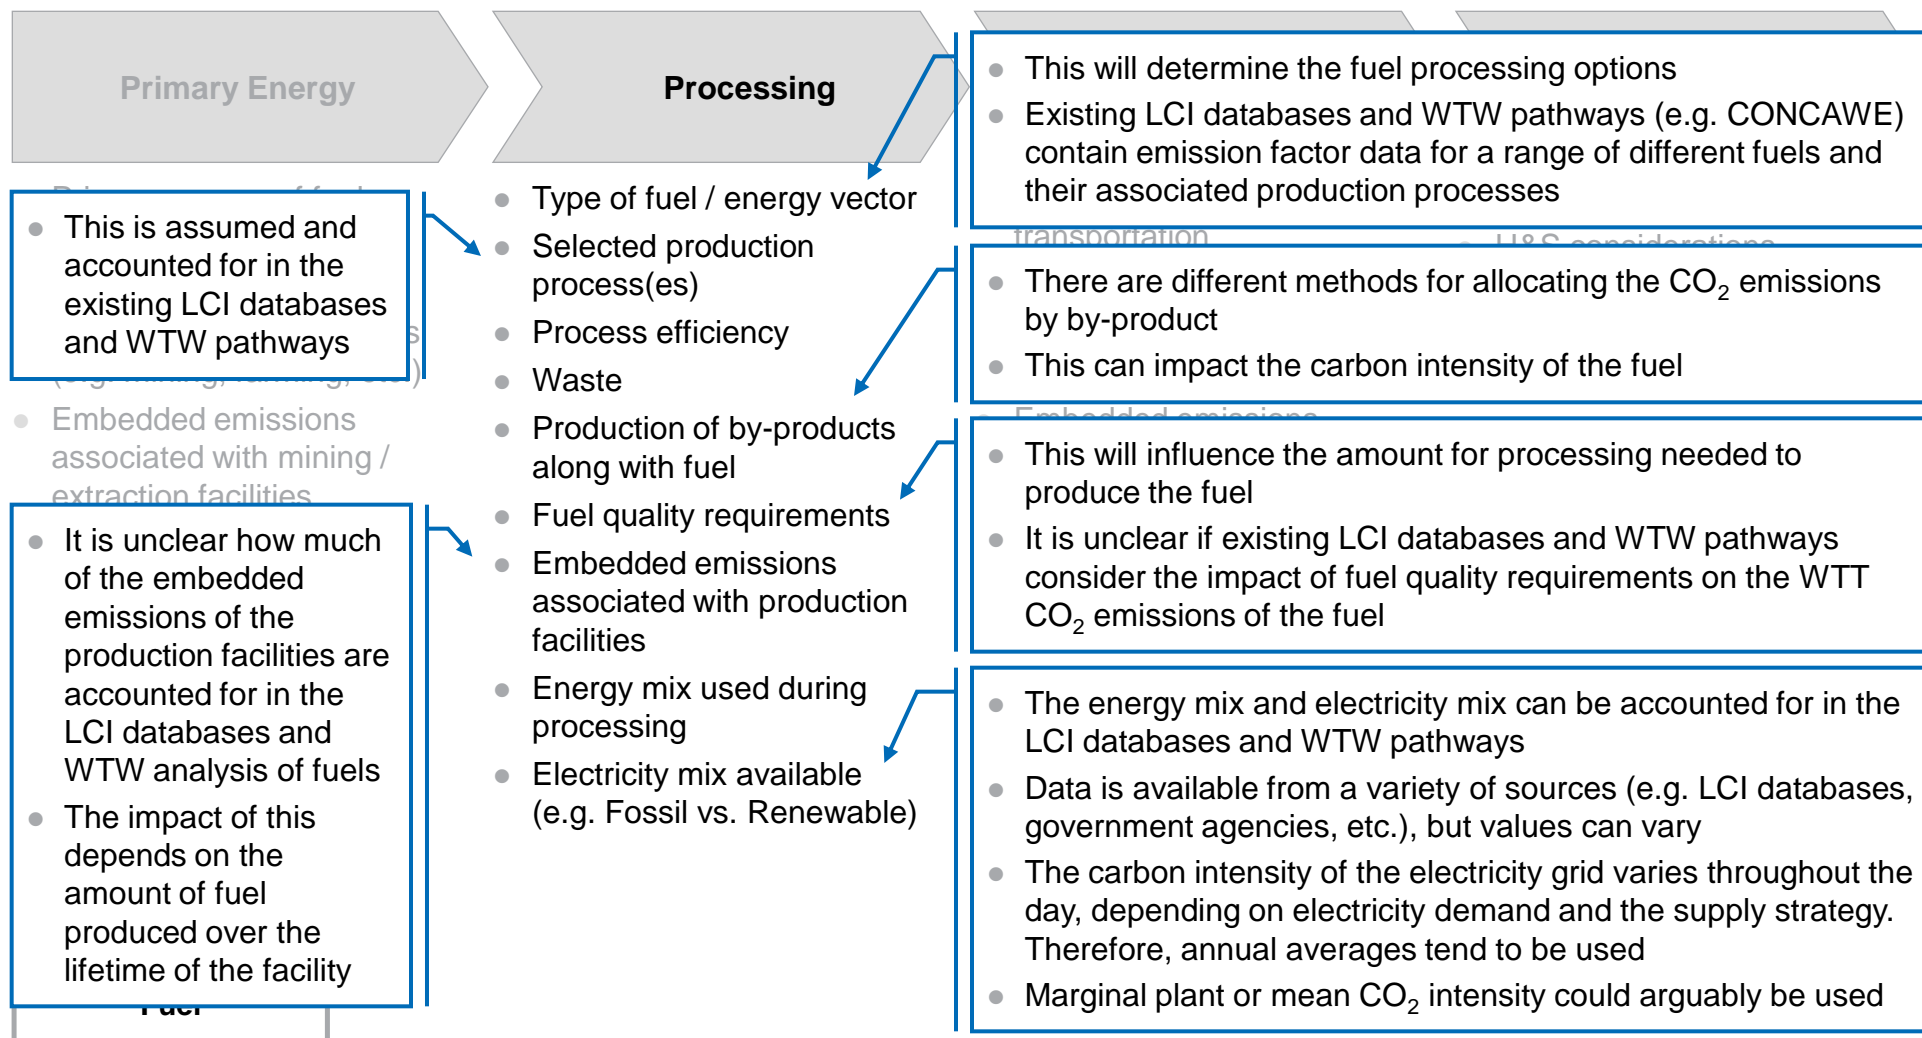 Primary Energy
Processing
This is assumed and
accounted for in the
existing LCI databases
and WTW pathways
Embedded emissions
associated with mining /
extraction facilities
It is unclear how much
of the embedded
emissions of the
production facilities are
accounted for in the
LCI databases and
WTW analysis of fuels
The impact of this
depends on the
amount of fuel
produced over the
lifetime of the facility
Fuel
Type of fuel / energy vector
Selected production
process(es)
Process efficiency
Waste
Production of by-products
along with fuel
Fuel quality requirements
Embedded emissions
associated with production
facilities
Energy mix used during
processing
Electricity mix available
(e.g. Fossil vs. Renewable)
This will determine the fuel processing options
Existing LCI databases and WTW pathways (e.g. CONCAWE)
contain emission factor data for a range of different fuels and
their associated production processes
transportation
H&S considerations
There are different methods for allocating the CO₂ emissions
by by-product
This can impact the carbon intensity of the fuel
Embedded emissions
This will influence the amount for processing needed to
produce the fuel
It is unclear if existing LCI databases and WTW pathways
consider the impact of fuel quality requirements on the WTT
CO₂ emissions of the fuel
The energy mix and electricity mix can be accounted for in the
LCI databases and WTW pathways
Data is available from a variety of sources (e.g. LCI databases,
government agencies, etc.), but values can vary
The carbon intensity of the electricity grid varies throughout the
day, depending on electricity demand and the supply strategy.
Therefore, annual averages tend to be used
Marginal plant or mean CO₂ intensity could arguably be used